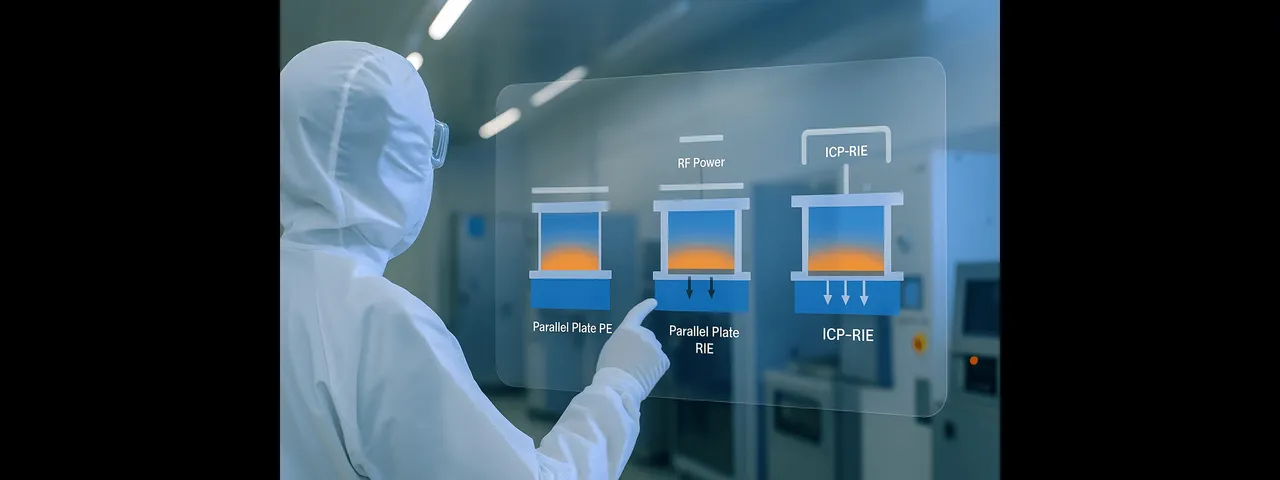 RF Power
ICP-RIE
Parallel Plate PE
Parallel Plate
RIE
ICP-RIE